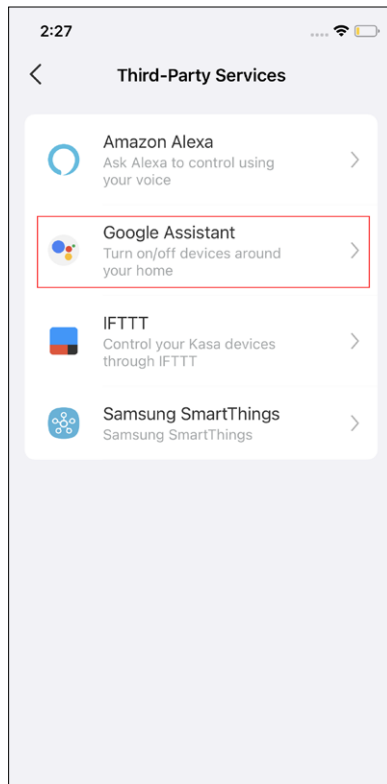 2:27
Third-Party Services
Amazon Alexa
Ask Alexa to control using
your voice
Google Assistant
Turn on/off devices around
your home
IFTTT
Control your Kasa devices
through IFTTT
Samsung SmartThings
Samsung SmartThings